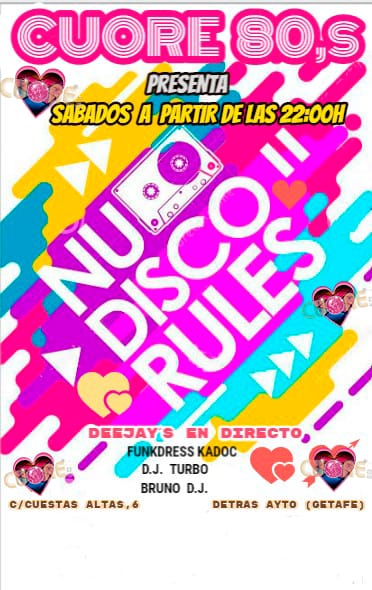 CUORE 80,s
PRESENTA
SABADOS A PARTIR DE LAS 22:00H
NU
DISCO
RULES
DEEJAY'S EN DIRECTO,
FUNKDRESS KADOC
D.J. TURBO
BRUNO D.J.
C/CUESTAS ALTAS,6
DETRAS AYTO (GETAFE)